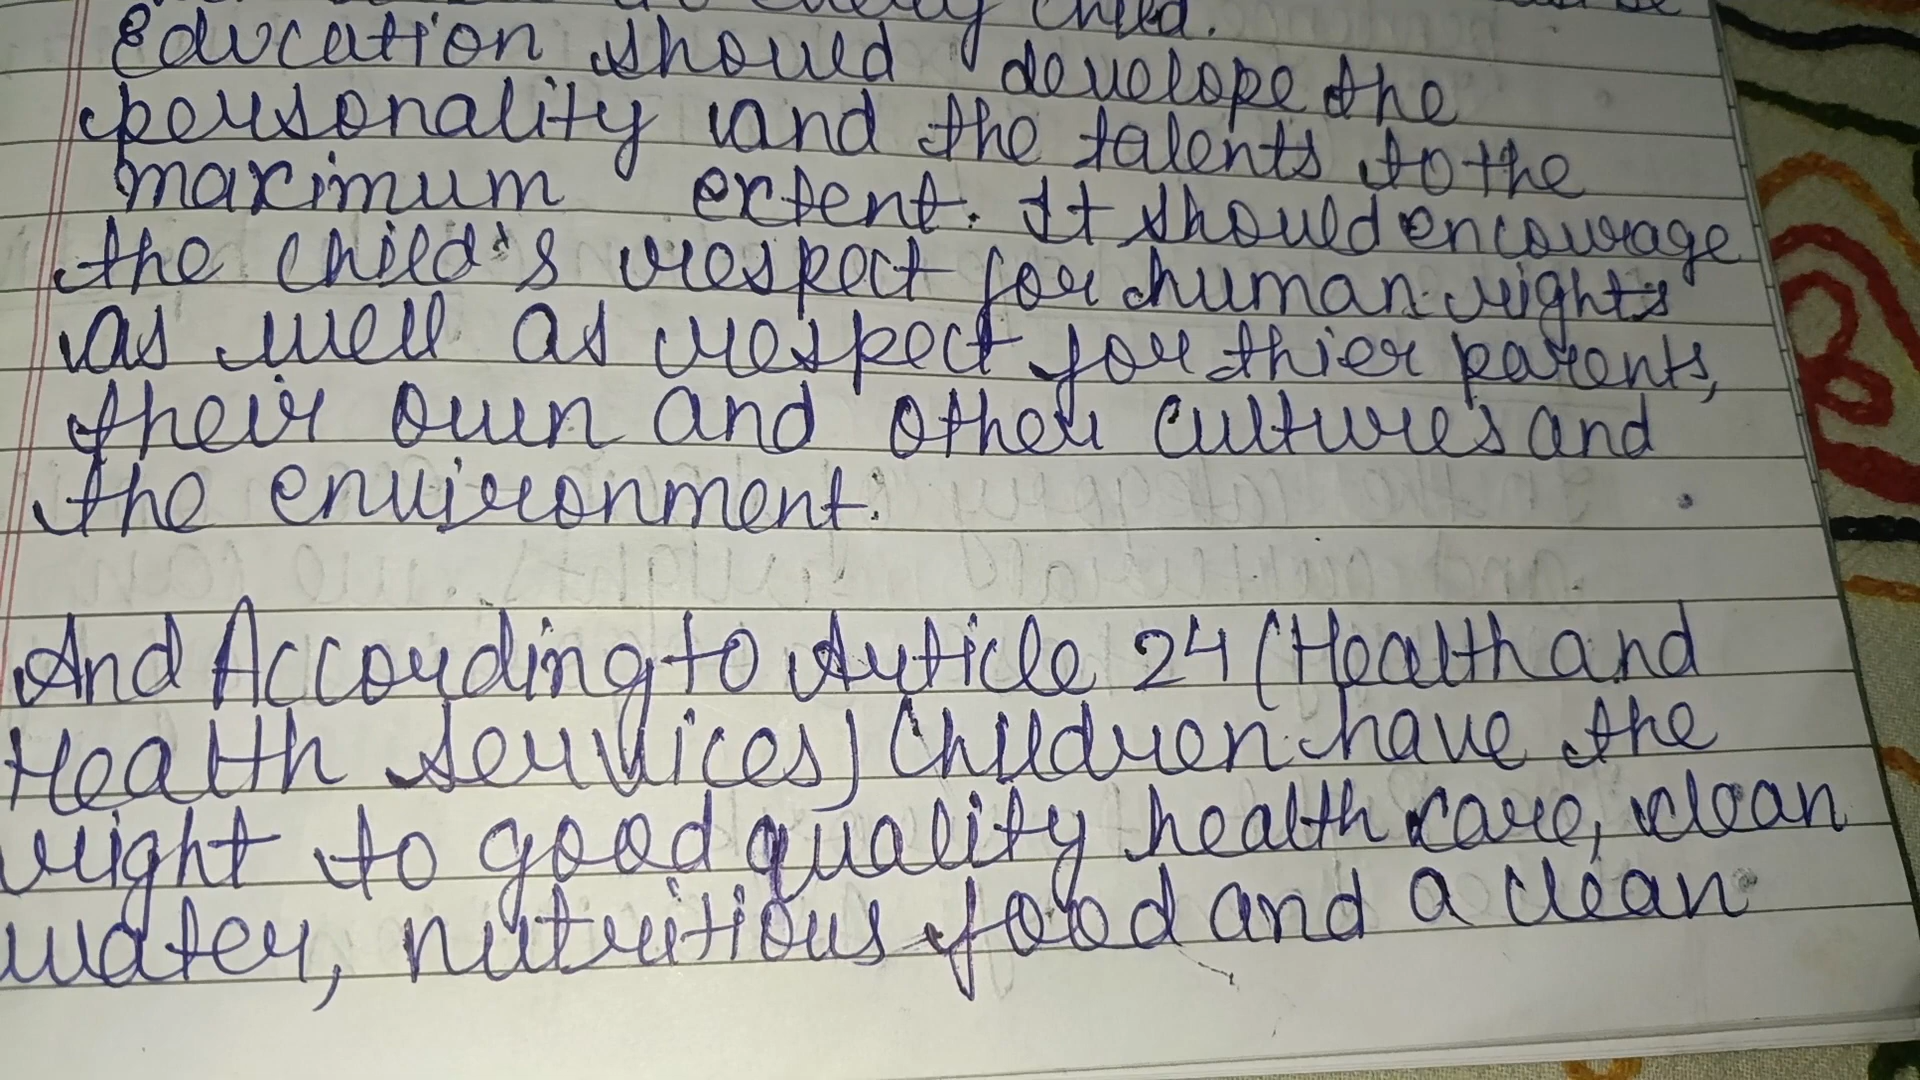 every child.
Education should develope the
personality and the talents to the
maximum extent. It should encourage
the child's respect for human rights
as well as respect for thier parents,
their own and other cultures and
the environment.
And According to Article 24 (Health and
Health Services) Children have the
right to good quality health care, clean
water, nutritious food and a clean